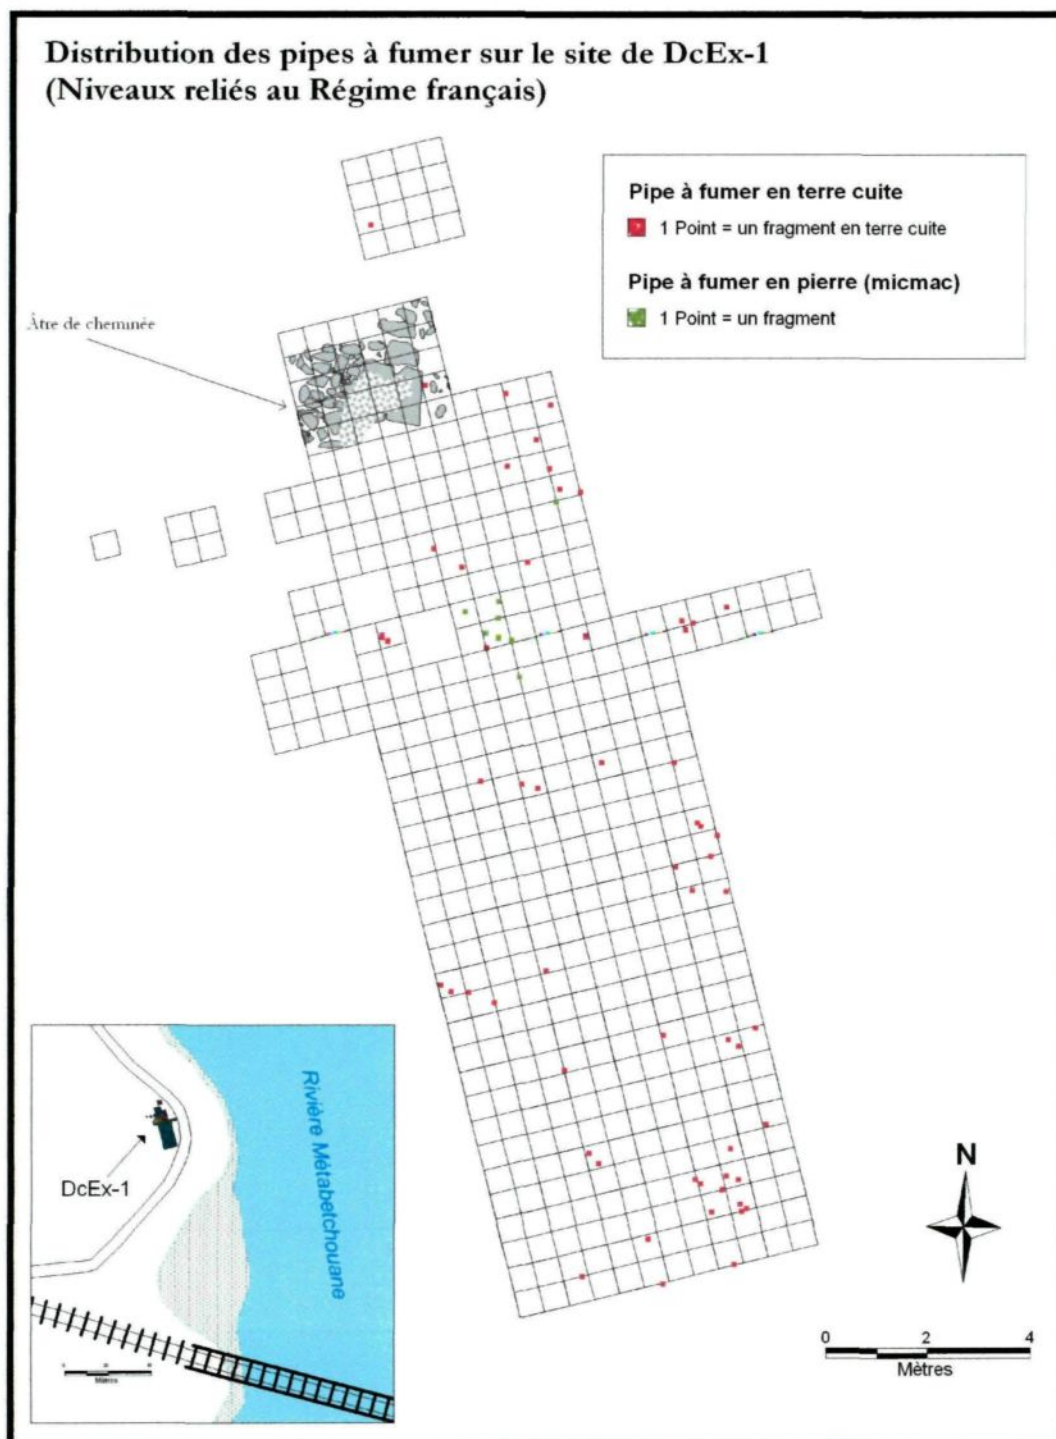 Distribution des pipes à fumer sur le site de DcEx-1
(Niveaux reliés au Régime français)
Pipe à fumer en terre cuite
1 Point = un fragment en terre cuite
Pipe à fumer en pierre (micmac)
1 Point = un fragment
Âtre de cheminée
Rivière Métabetchouane
DcEx-1
Mètres
N
0 2 4
Mètres